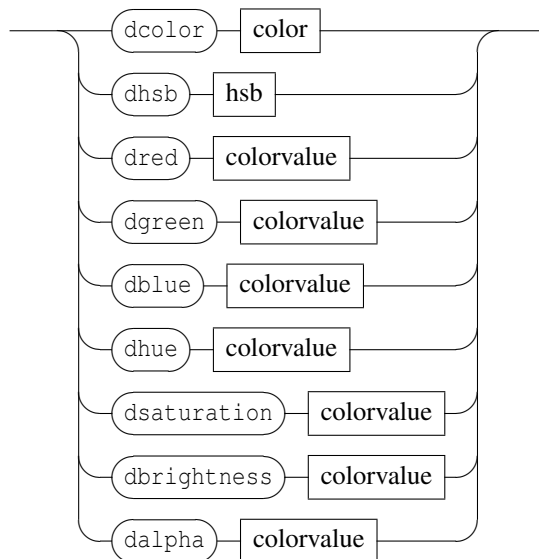 dcolor color
dhsb hsb
dred colorvalue
dgreen colorvalue
dblue colorvalue
dhue colorvalue
dsaturation colorvalue
dbrightness colorvalue
dalpha colorvalue